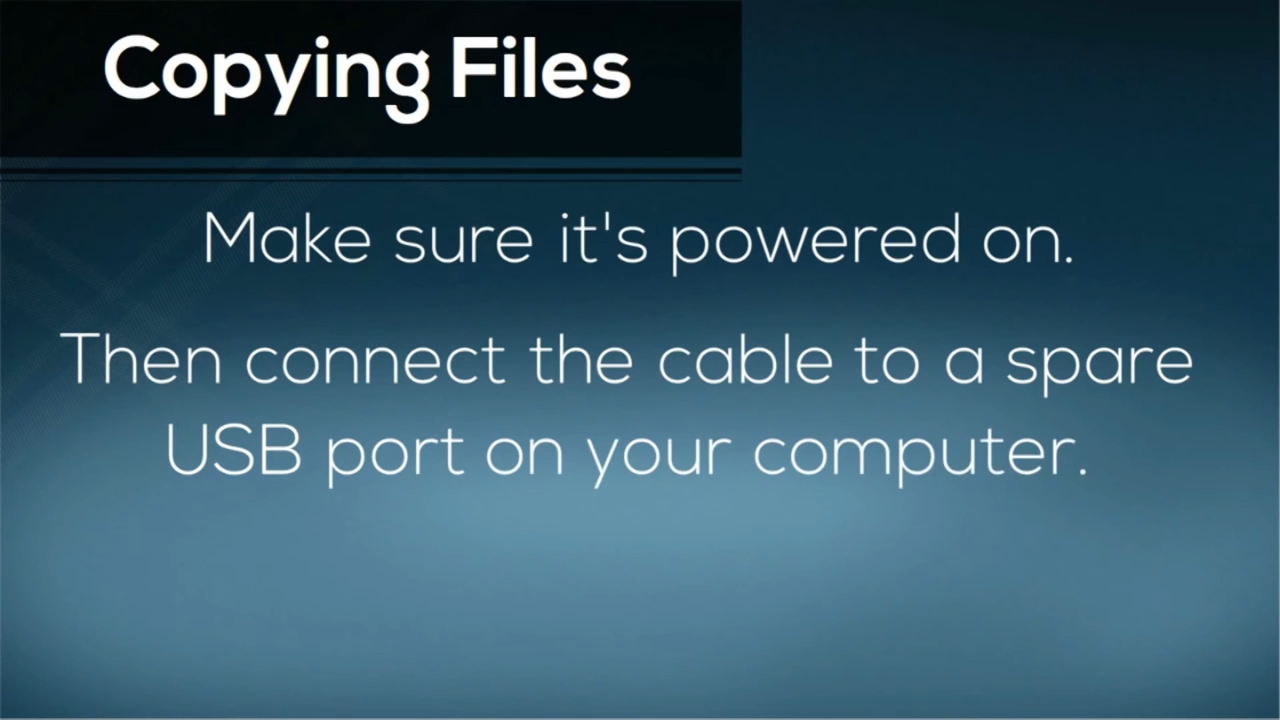 Copying Files
Make sure it's powered on.
Then connect the cable to a spare
USB port on your computer.